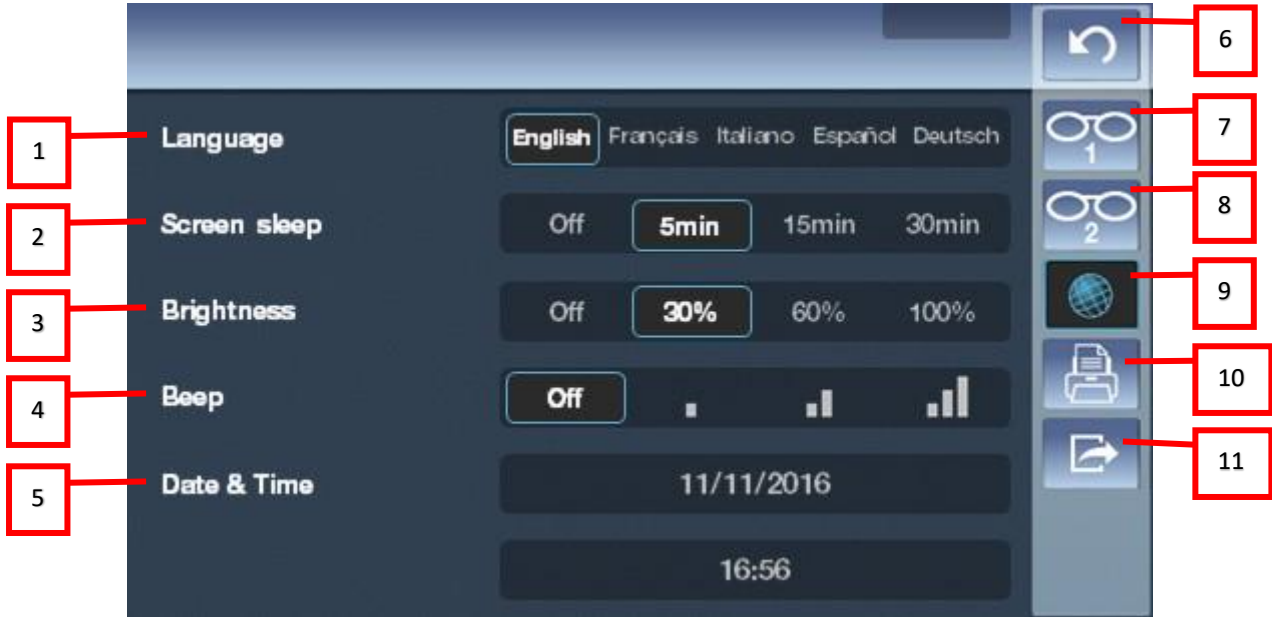 6
1 Language English Français Italiano Español Deutsch 1 7
2 Screen sleep Off 5min 15min 30min 2 8
3 Brightness Off 30% 60% 100% 9
4 Beep Off 10
5 Date & Time 11/11/2016 11
16:56